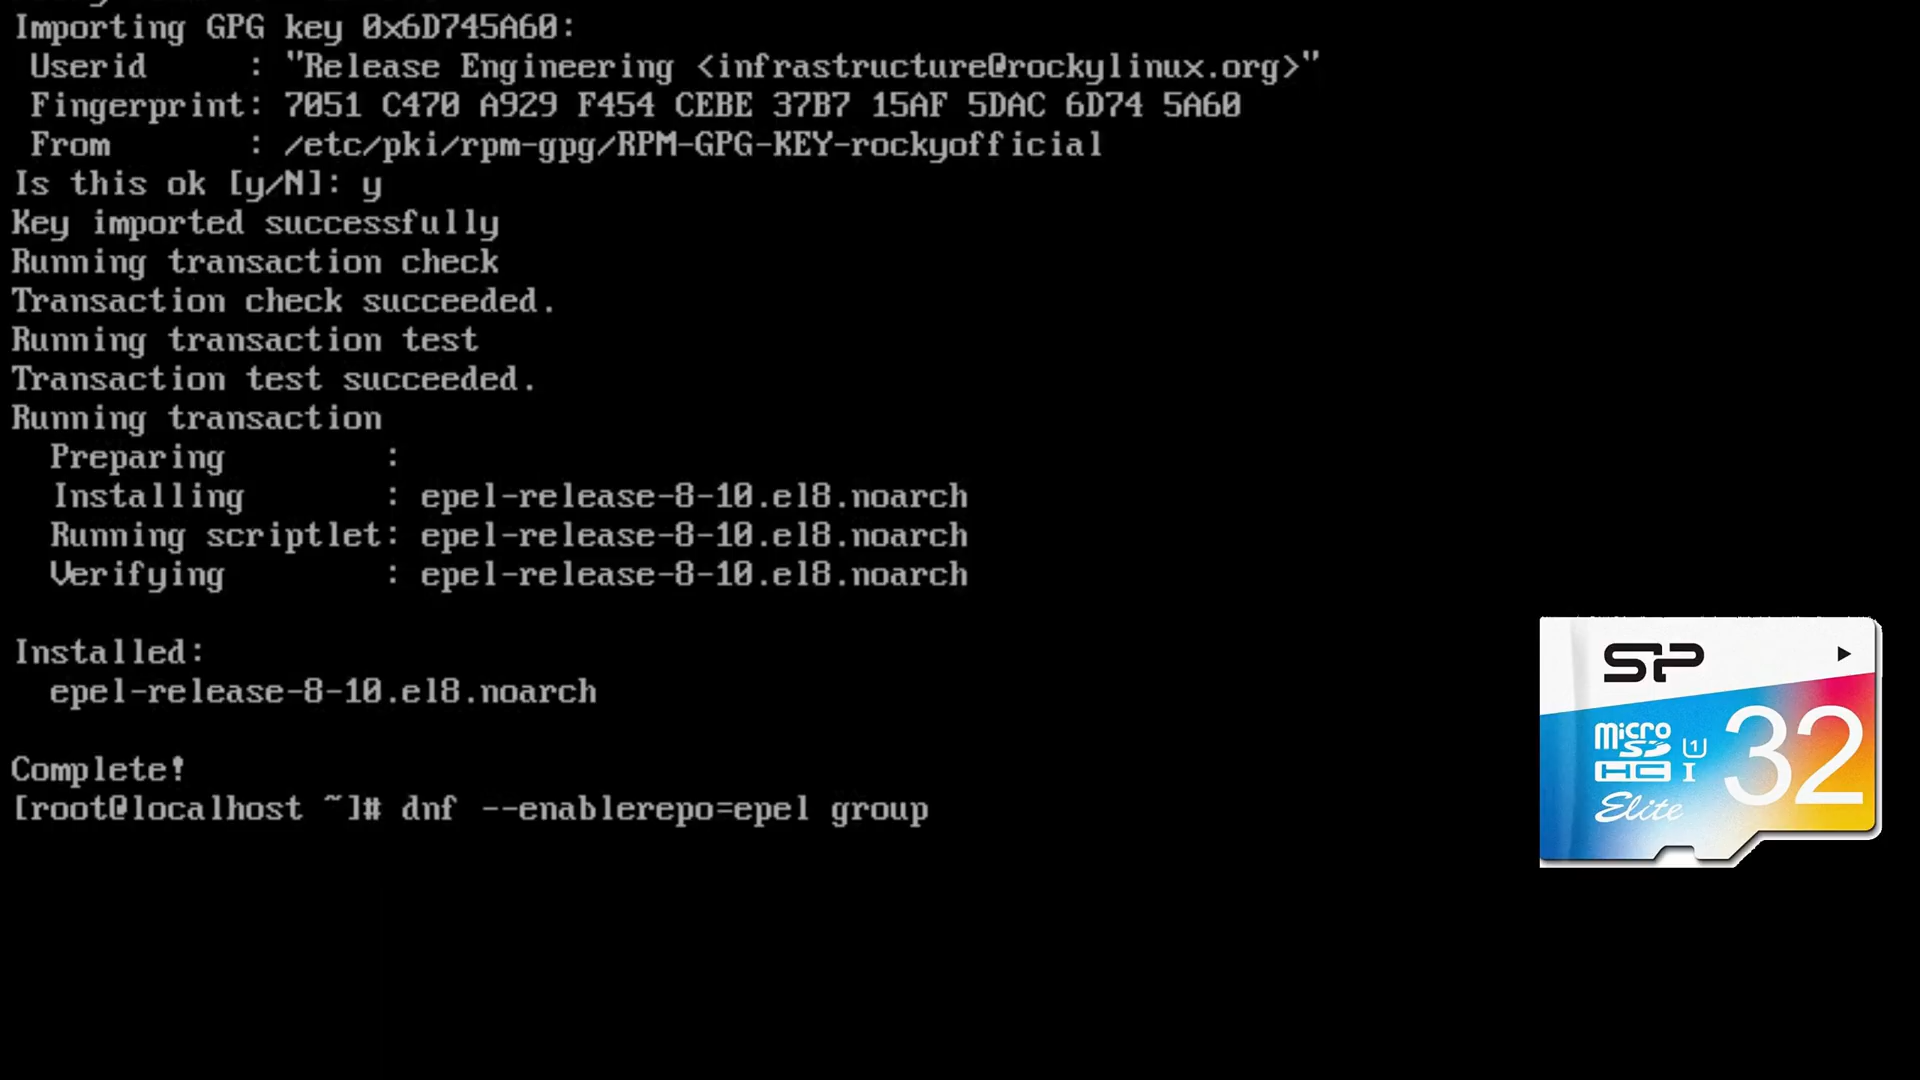 Importing GPG key 0x6D745A60:
Userid     : "Release Engineering <infrastructure@rockylinux.org>"
Fingerprint: 7051 C470 A929 F454 CEBE 37B7 15AF 5DAC 6D74 5A60
From       : /etc/pki/rpm-gpg/RPM-GPG-KEY-rockyofficial
Is this ok [y/N]: y
Key imported successfully
Running transaction check
Transaction check succeeded.
Running transaction test
Transaction test succeeded.
Running transaction
  Preparing        :
  Installing       : epel-release-8-10.el8.noarch
  Running scriptlet: epel-release-8-10.el8.noarch
  Verifying        : epel-release-8-10.el8.noarch
Installed:
  epel-release-8-10.el8.noarch
Complete!
[root@localhost ~]# dnf --enablerepo=epel group
SP
micro SD HC 1 I
32
Elite